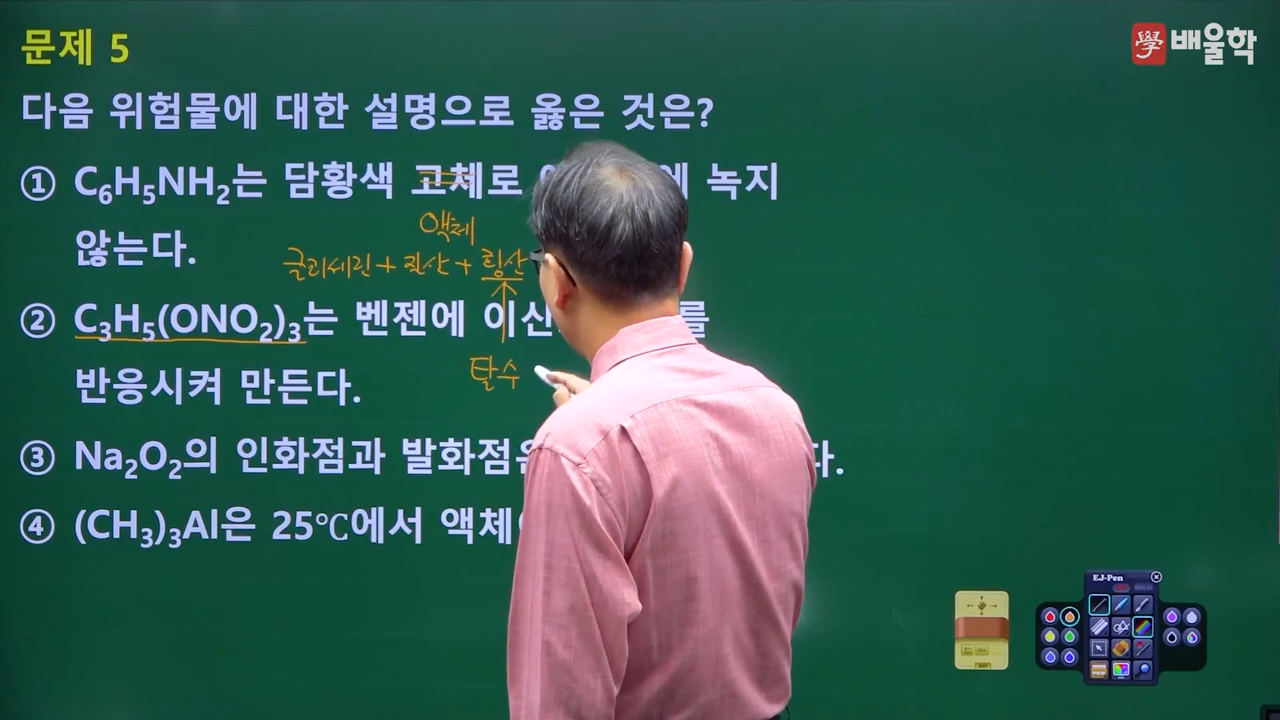 문제 5
學 배울학
다음 위험물에 대한 설명으로 옳은 것은?
① C₆H₅NH₂는 담황색 고체로 에 녹지
액체
않는다.
글리세린 + 질산 + 황산
② C₃H₅(ONO₂)₃는 벤젠에 이산 를
탈수
반응시켜 만든다.
③ Na₂O₂의 인화점과 발화점은 다.
④ (CH₃)₃Al은 25℃에서 액체
EJ-Pen